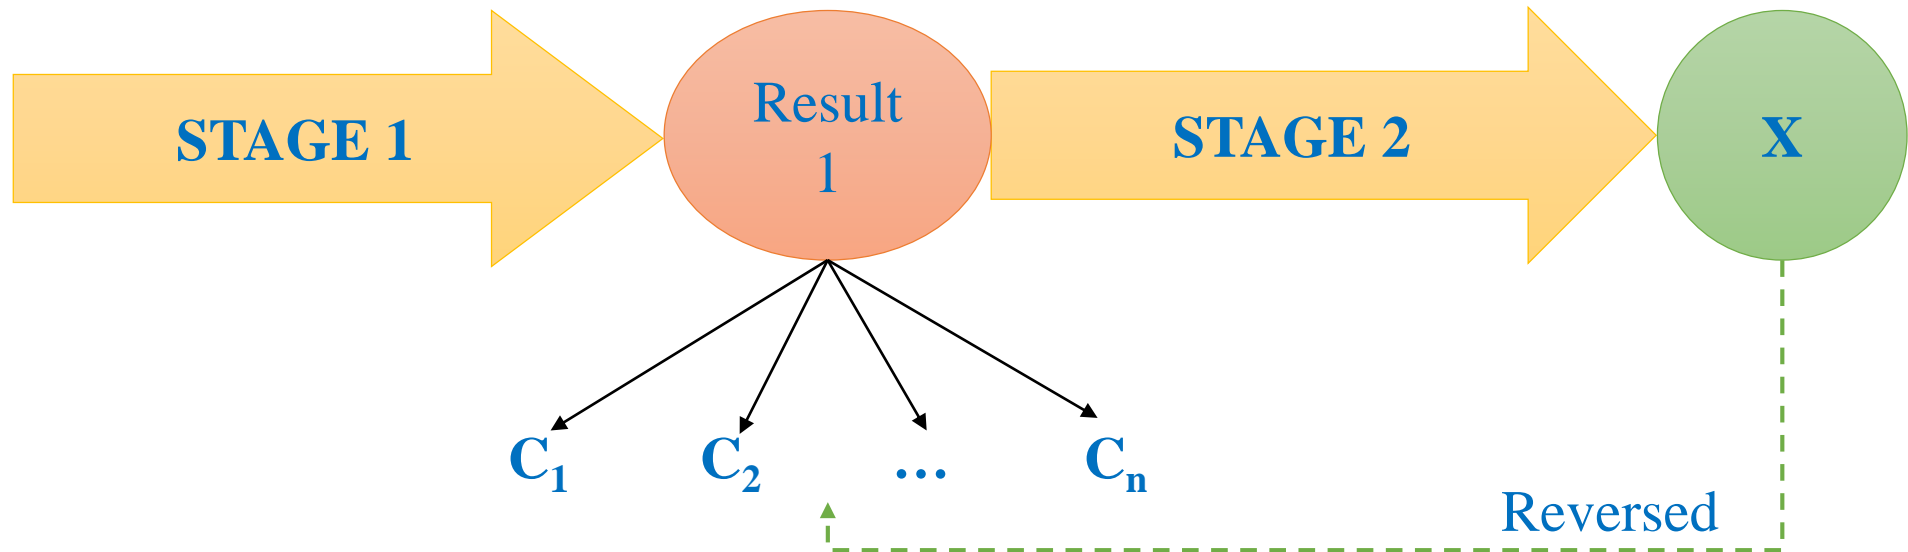 STAGE 1
Result
1
STAGE 2
X
C₁
C₂
...
Cₙ
Reversed